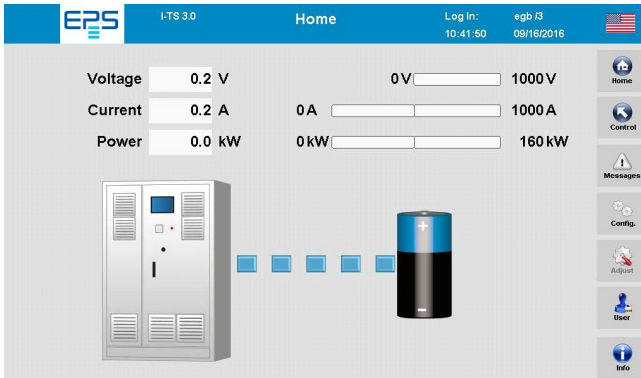 EPS I-TS 3.0 Home Log In: egb /3
10:41:50 09/16/2016
Voltage 0.2 V 0 V 1000 V
Current 0.2 A 0 A 1000 A
Power 0.0 kW 0 kW 160 kW
Home
Control
Messages
Config.
Adjust
User
Info